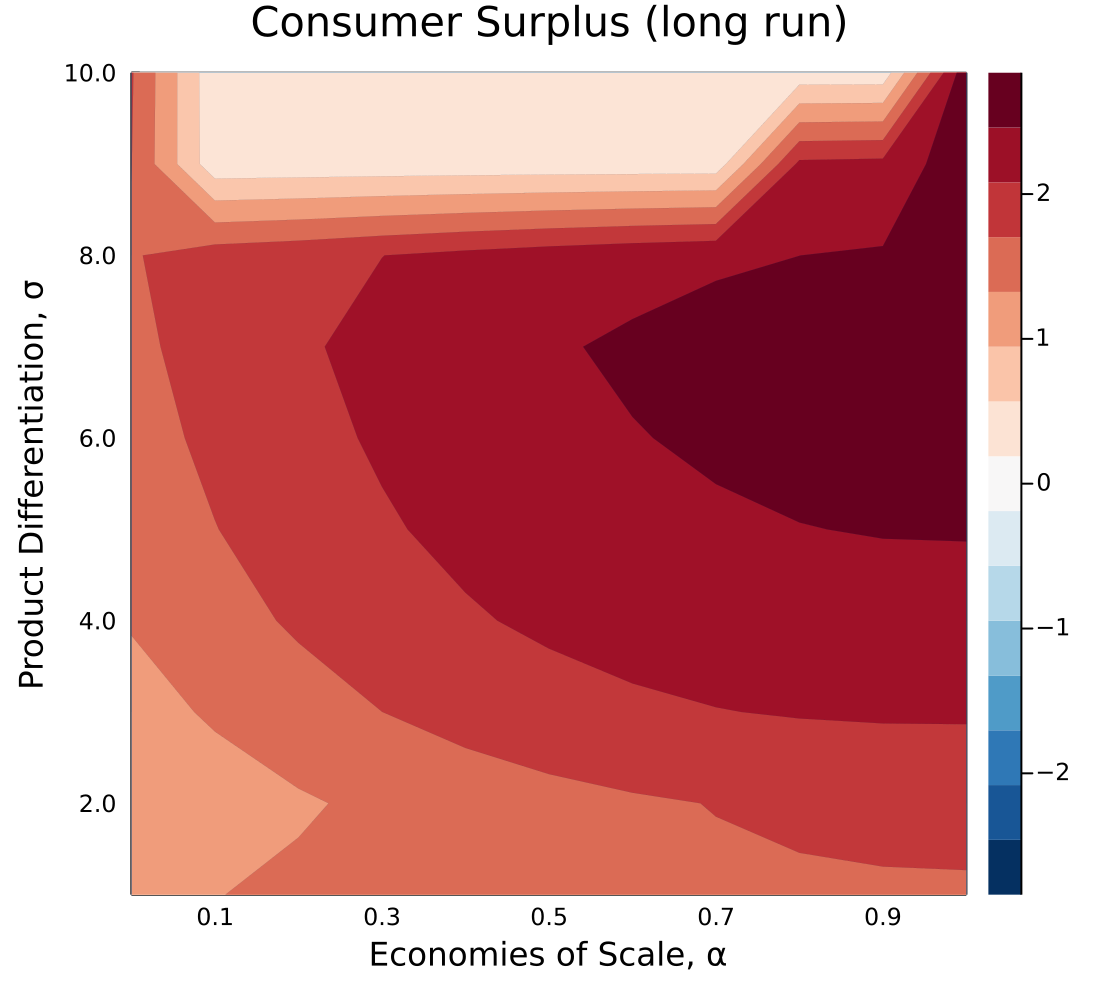 Consumer Surplus (long run)
Product Differentiation, σ
10.0
8.0
6.0
4.0
2.0
0.1 0.3 0.5 0.7 0.9
Economies of Scale, α
2
1
0
−1
−2